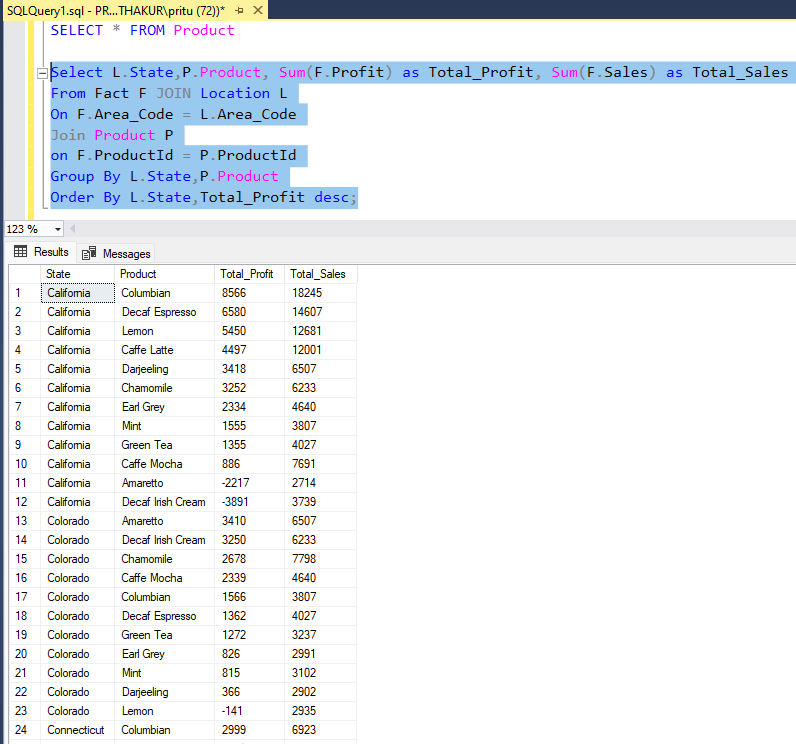 SQLQuery1.sql - PR...THAKUR\pritu (72))*
SELECT * FROM Product
Select L.State,P.Product, Sum(F.Profit) as Total_Profit, Sum(F.Sales) as Total_Sales
From Fact F JOIN Location L
On F.Area_Code = L.Area_Code
Join Product P
on F.ProductId = P.ProductId
Group By L.State,P.Product
Order By L.State,Total_Profit desc;
123 %
Results Messages
State Product Total_Profit Total_Sales
1 California Columbian 8566 18245
2 California Decaf Espresso 6580 14607
3 California Lemon 5450 12681
4 California Caffe Latte 4497 12001
5 California Darjeeling 3418 6507
6 California Chamomile 3252 6233
7 California Earl Grey 2334 4640
8 California Mint 1555 3807
9 California Green Tea 1355 4027
10 California Caffe Mocha 886 7691
11 California Amaretto -2217 2714
12 California Decaf Irish Cream -3891 3739
13 Colorado Amaretto 3410 6507
14 Colorado Decaf Irish Cream 3250 6233
15 Colorado Chamomile 2678 7798
16 Colorado Caffe Mocha 2339 4640
17 Colorado Columbian 1566 3807
18 Colorado Decaf Espresso 1362 4027
19 Colorado Green Tea 1272 3237
20 Colorado Earl Grey 826 2991
21 Colorado Mint 815 3102
22 Colorado Darjeeling 366 2902
23 Colorado Lemon -141 2935
24 Connecticut Columbian 2999 6923